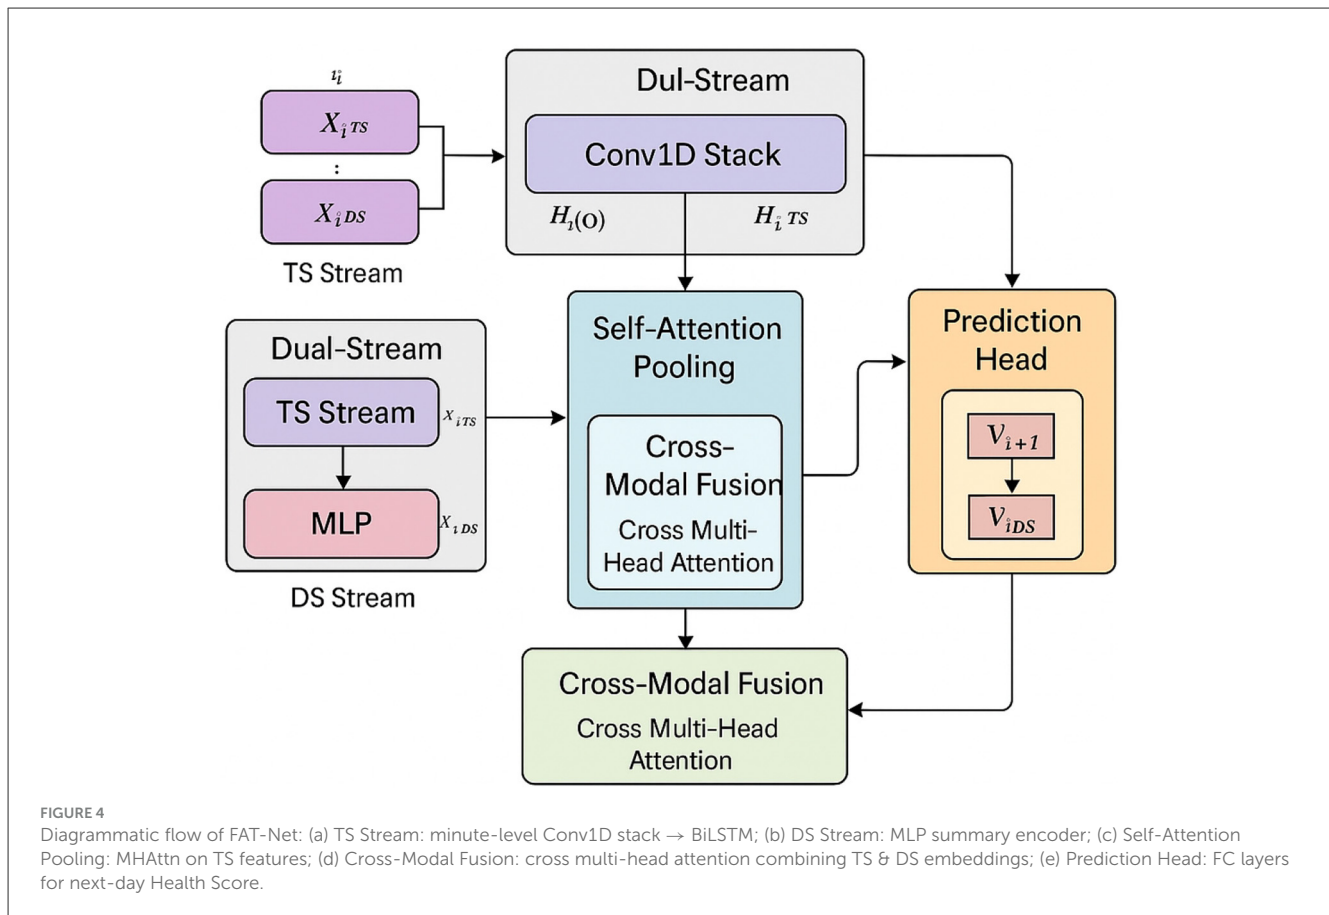 Dul-Stream
X_i TS
:
X_i DS
TS Stream
Conv1D Stack
H_i(O)
H_i TS
Dual-Stream
TS Stream
X_i TS
MLP
X_i DS
DS Stream
Self-Attention
Pooling
Cross-
Modal Fusion
Cross Multi-
Head Attention
Prediction
Head
V_i+1
V_iDS
Cross-Modal Fusion
Cross Multi-Head
Attention
FIGURE 4
Diagrammatic flow of FAT-Net: (a) TS Stream: minute-level Conv1D stack → BiLSTM; (b) DS Stream: MLP summary encoder; (c) Self-Attention
Pooling: MHAttn on TS features; (d) Cross-Modal Fusion: cross multi-head attention combining TS & DS embeddings; (e) Prediction Head: FC layers
for next-day Health Score.